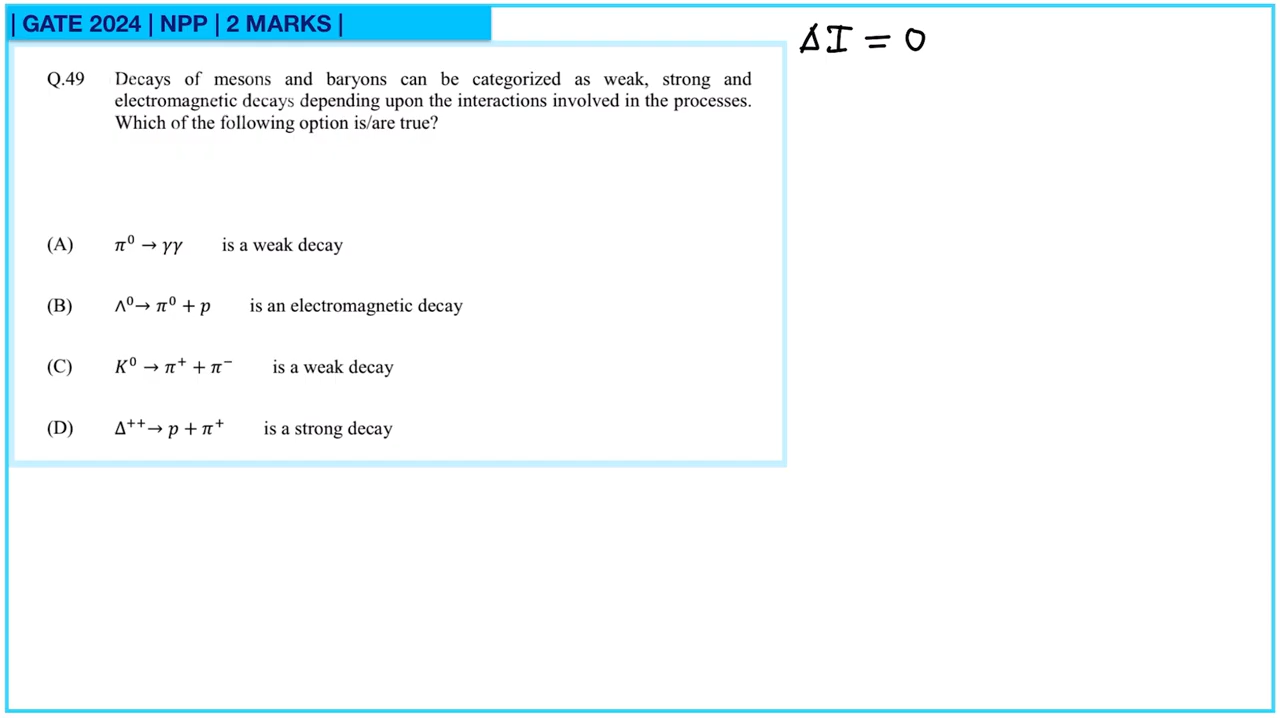 | GATE 2024 | NPP | 2 MARKS |
ΔI = 0
Q.49 Decays of mesons and baryons can be categorized as weak, strong and
electromagnetic decays depending upon the interactions involved in the processes.
Which of the following option is/are true?
(A) π⁰ → γγ is a weak decay
(B) Λ⁰→ π⁰ + p is an electromagnetic decay
(C) K⁰ → π⁺ + π⁻ is a weak decay
(D) Δ⁺⁺→ p + π⁺ is a strong decay